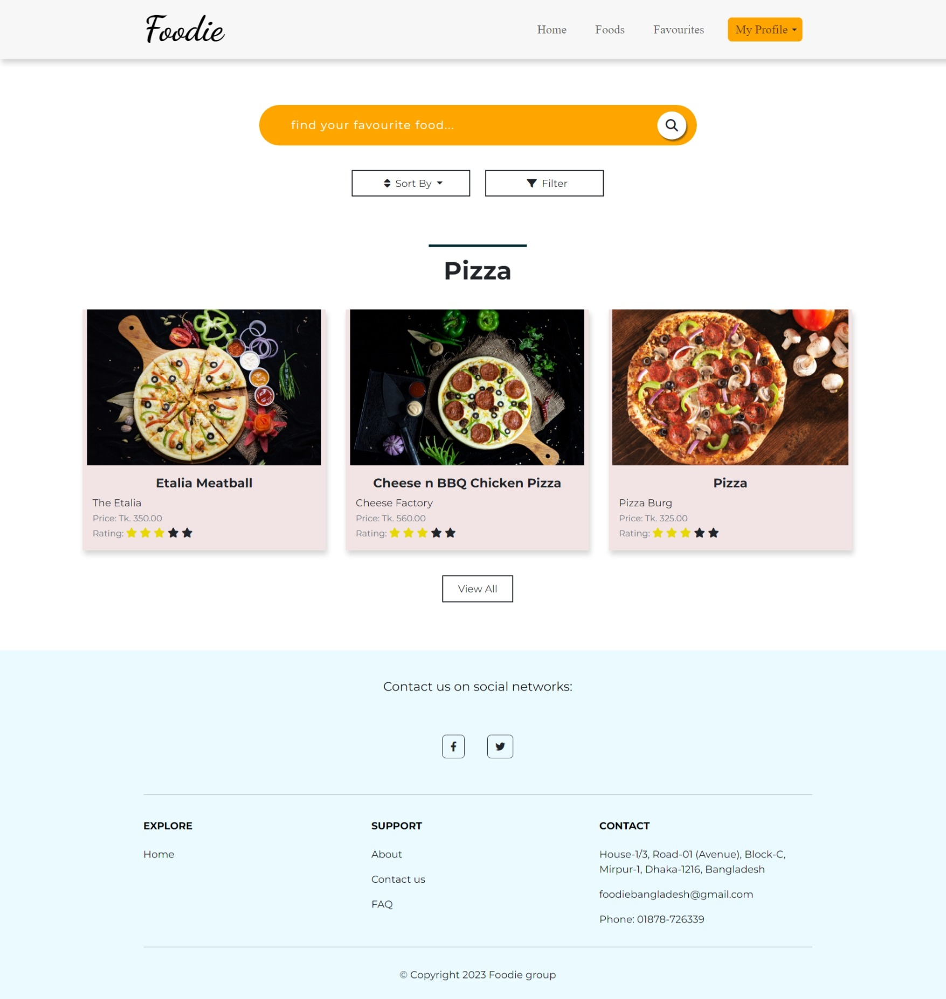 Foodie
Home
Foods
Favourites
My Profile
find your favourite food...
Sort By
Filter
Pizza
Etalia Meatball
The Etalia
Price: Tk. 350.00
Rating:
Cheese n BBQ Chicken Pizza
Cheese Factory
Price: Tk. 560.00
Rating:
Pizza
Pizza Burg
Price: Tk. 325.00
Rating:
View All
Contact us on social networks:
EXPLORE
Home
SUPPORT
About
Contact us
FAQ
CONTACT
House-1/3, Road-01 (Avenue), Block-C,
Mirpur-1, Dhaka-1216, Bangladesh
foodiebangladesh@gmail.com
Phone: 01878-726339
© Copyright 2023 Foodie group